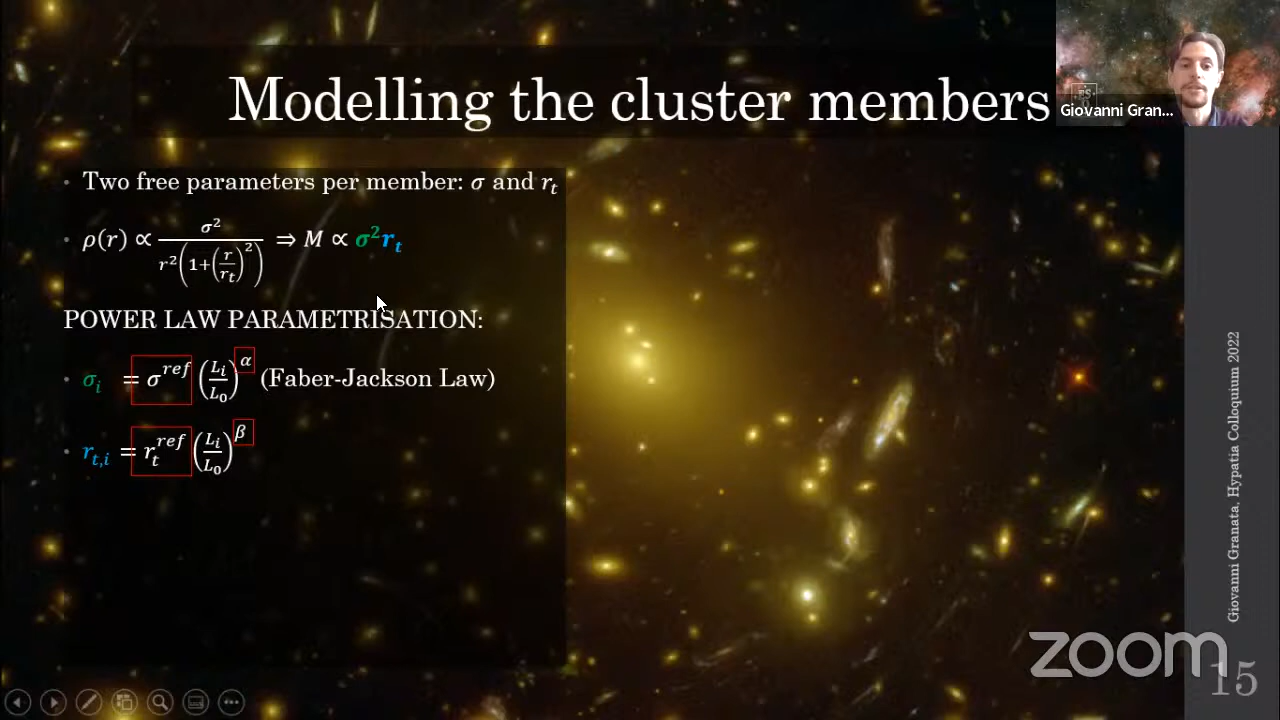 Modelling the cluster members
Giovanni Gran...
• Two free parameters per member: σ and r_t
• ρ(r) ∝ σ² / (r²(1+(r/r_t)²)) ⇒ M ∝ σ²r_t
POWER LAW PARAMETRISATION:
• σ_i = σ^ref (L_i/L_0)^α (Faber-Jackson Law)
• r_{t,i} = r_t^ref (L_i/L_0)^β
Giovanni Granata, Hypatia Colloquium 2022
zoom
15